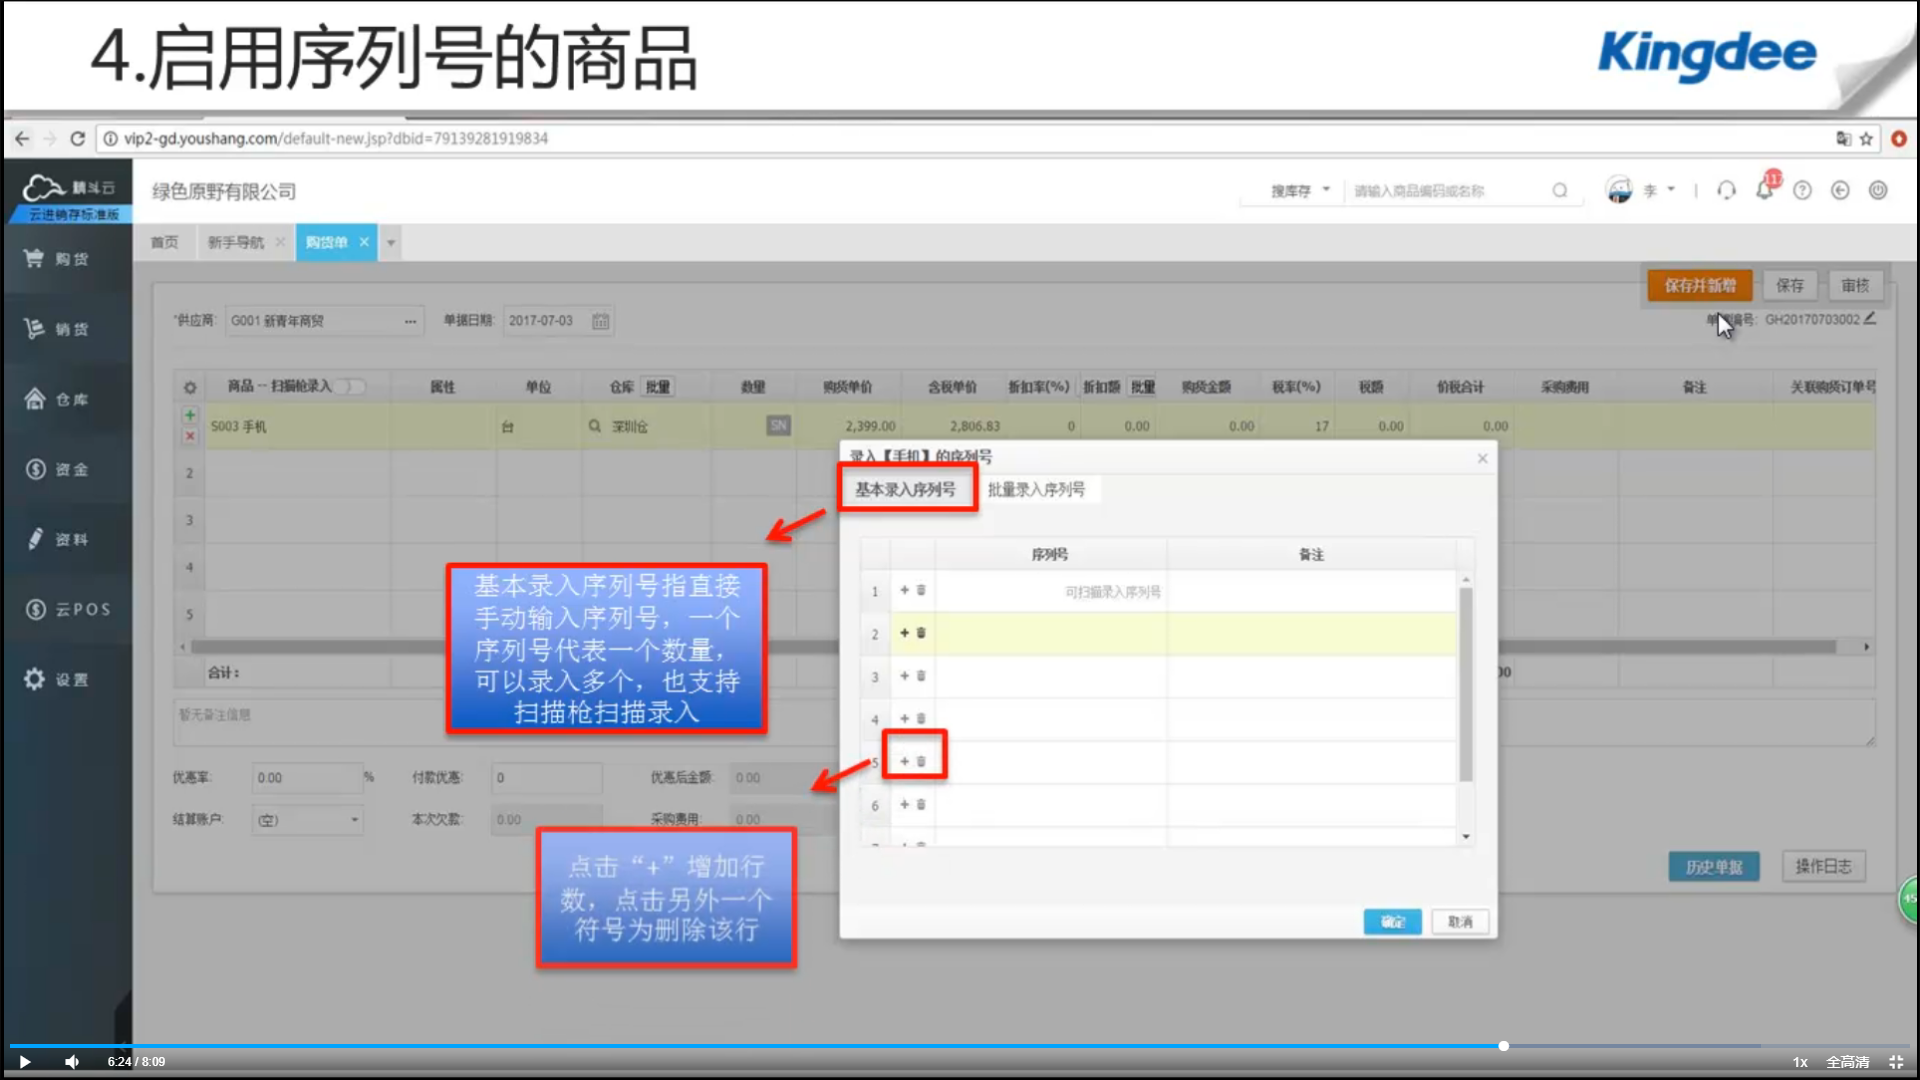 4.启用序列号的商品
Kingdee
vip2-gd.youshang.com/default-new.jsp?dbid=79139281919834
精斗云
云进销存标准版
绿色原野有限公司
搜库存
请输入商品编码或名称
李
117
首页
新手导航
购货单
购货
销货
仓库
资金
资料
云POS
设置
保存并新增
保存
审核
*供应商:
G001 新青年商贸
单据日期:
2017-07-03
编号:
GH20170703002
商品 -- 扫描枪录入
属性
单位
仓库
批量
数量
购货单价
含税单价
折扣率(%)
折扣额
批量
购货金额
税率(%)
税额
价税合计
采购费用
备注
关联购货订单号
S003 手机
台
深圳仓
SN
2,399.00
2,806.83
0
0.00
0.00
17
0.00
0.00
2
3
4
5
合计:
00
暂无备注信息
优惠率:
0.00
%
付款优惠:
0
优惠后金额:
0.00
结算账户:
(空)
本次欠款:
0.00
采购费用:
0.00
历史单据
操作日志
录入【手机】的序列号
基本录入序列号
批量录入序列号
序列号
备注
1
可扫描录入序列号
2
3
4
5
6
确定
取消
基本录入序列号指直接
手动输入序列号，一个
序列号代表一个数量，
可以录入多个，也支持
扫描枪扫描录入
点击“+”增加行
数，点击另外一个
符号为删除该行
45
6:24 / 8:09
1x
全高清